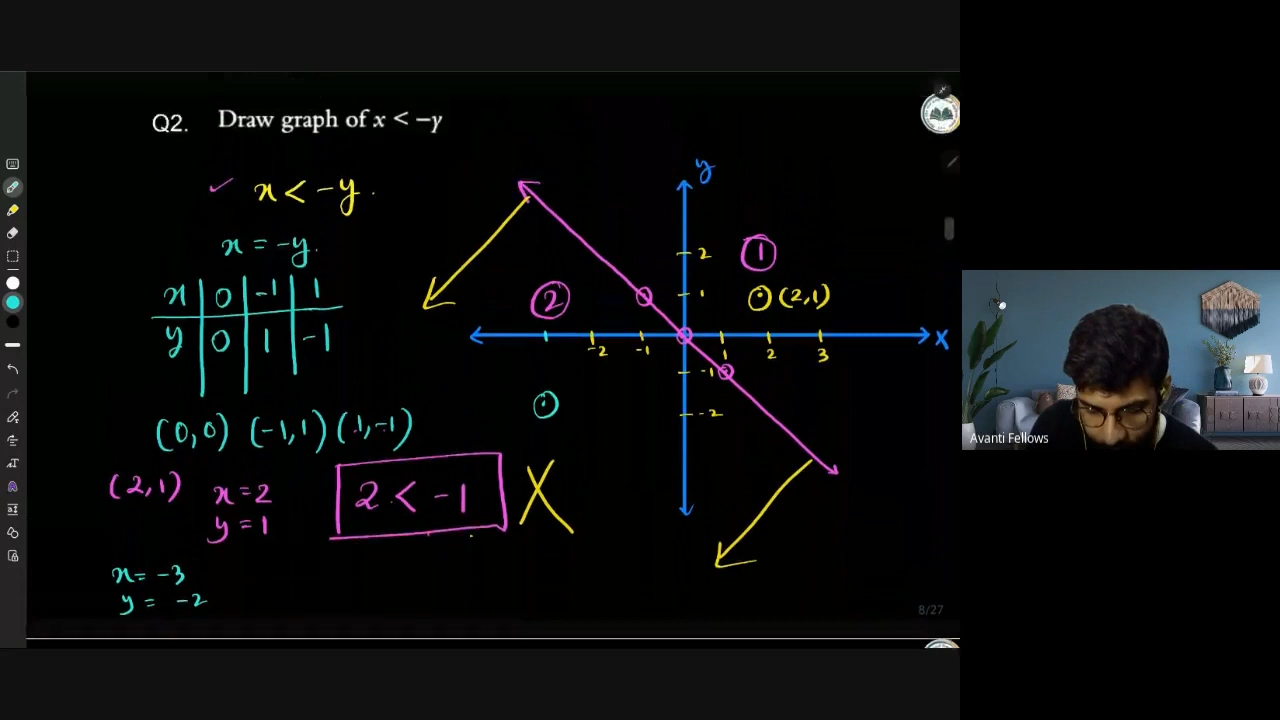 Q2. Draw graph of x < −y
✓ x < −y.
x = −y.
x 0 -1 1
y 0 1 -1
(0,0) (-1,1) (1,-1)
(2,1) x=2
y=1
2 < -1 X
x= -3
y = -2
y
2
1
-2 -1 1 2 3
x
-1
-2
1
2
(2,1)
8/27
Avanti Fellows